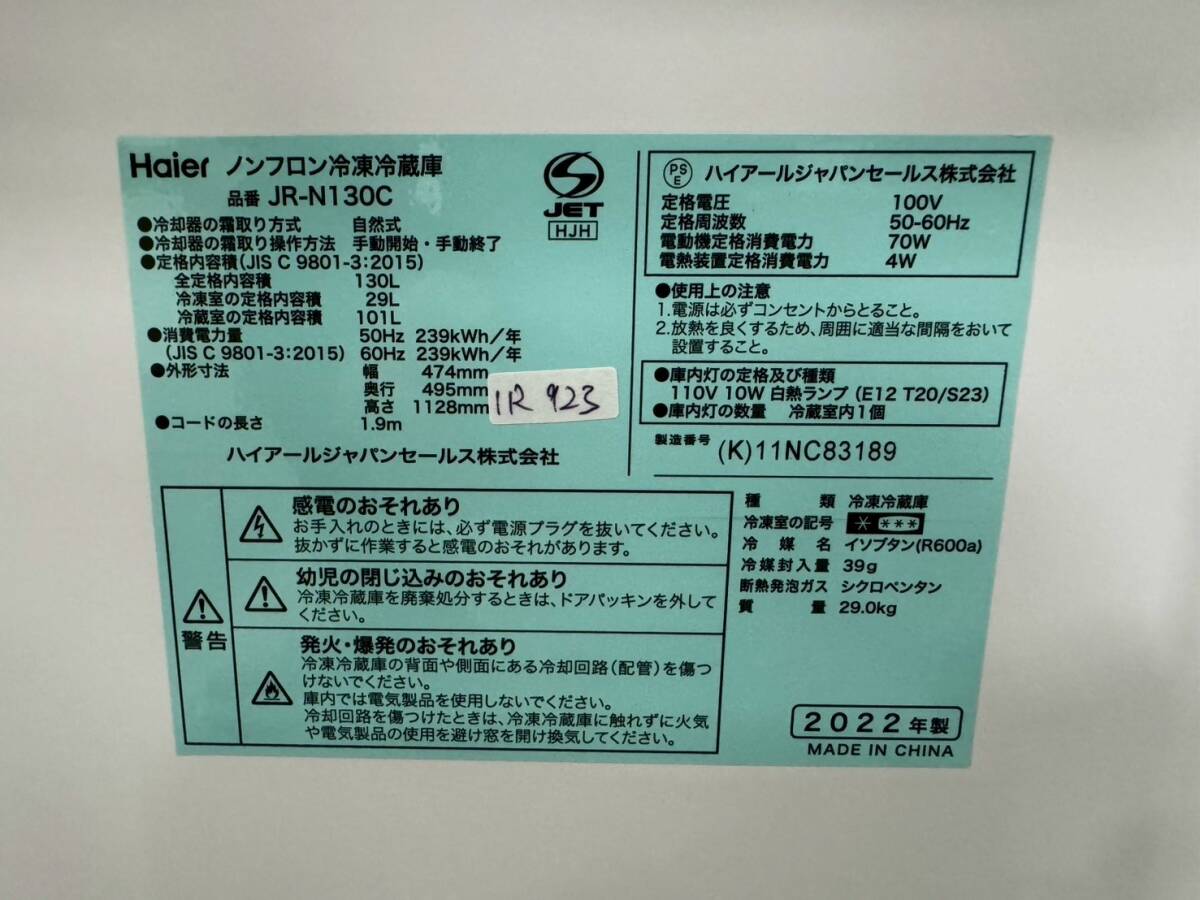 Haier ノンフロン冷凍冷蔵庫
品番 JR-N130C
●冷却器の霜取り方式 自然式
●冷却器の霜取り操作方法 手動開始・手動終了
●定格内容積(JIS C 9801-3:2015)
全定格内容積 130L
冷凍室の定格内容積 29L
冷蔵室の定格内容積 101L
●消費電力量 50Hz 239kWh/年
(JIS C 9801-3:2015) 60Hz 239kWh/年
●外形寸法 幅 474mm
奥行 495mm
高さ 1128mm
●コードの長さ 1.9m
ハイアールジャパンセールス株式会社
1R 923
S
JET
HJH
PS
E
ハイアールジャパンセールス株式会社
定格電圧 100V
定格周波数 50-60Hz
電動機定格消費電力 70W
電熱装置定格消費電力 4W
●使用上の注意
1.電源は必ずコンセントからとること。
2.放熱を良くするため、周囲に適当な間隔をおいて
設置すること。
●庫内灯の定格及び種類
110V 10W 白熱ランプ (E12 T20/S23)
●庫内灯の数量 冷蔵室内1個
製造番号 (K)11NC83189
警告
感電のおそれあり
お手入れのときには、必ず電源プラグを抜いてください。
抜かずに作業すると感電のおそれがあります。
幼児の閉じ込みのおそれあり
冷凍冷蔵庫を廃棄処分するときは、ドアパッキンを外して
ください。
発火・爆発のおそれあり
冷凍冷蔵庫の背面や側面にある冷却回路(配管)を傷つ
けないでください。
庫内では電気製品を使用しないでください。
冷却回路を傷つけたときは、冷凍冷蔵庫に触れずに火気
や電気製品の使用を避け窓を開け換気してください。
種類 冷凍冷蔵庫
冷凍室の記号 * ***
冷媒名 イソブタン(R600a)
冷媒封入量 39g
断熱発泡ガス シクロペンタン
質量 29.0kg
2022年製
MADE IN CHINA